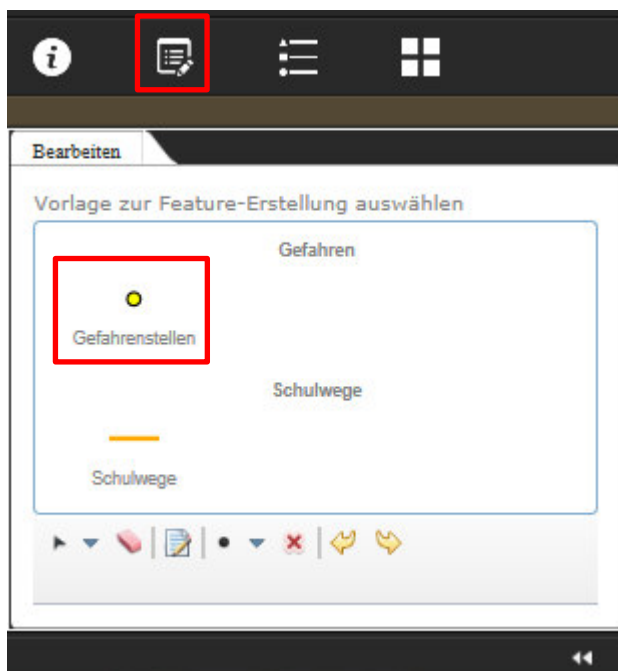 Bearbeiten
Vorlage zur Feature-Erstellung auswählen
Gefahren
Gefahrenstellen
Schulwege
Schulwege